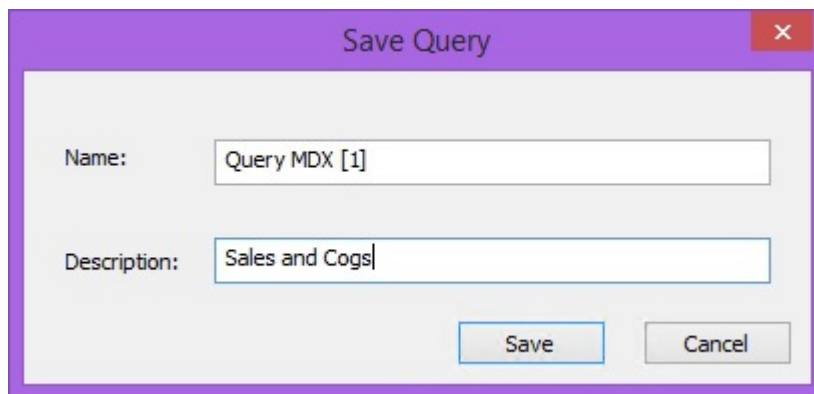 Save Query
Name: Query MDX [1]
Description: Sales and Cogs
Save Cancel